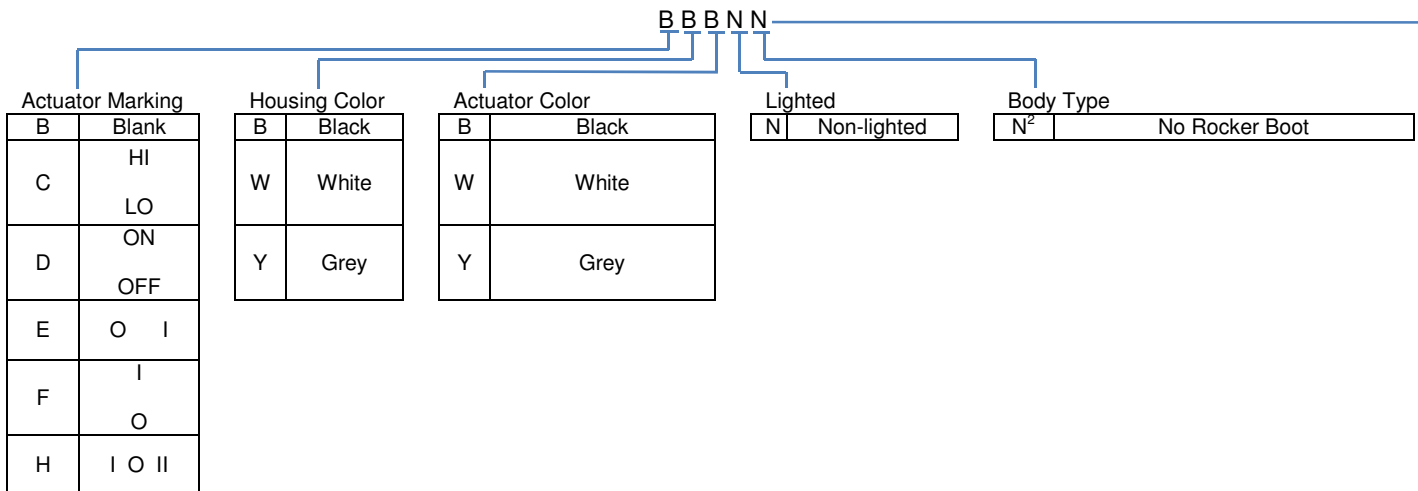 B B B N N
Actuator Marking
B Blank
C HI LO
D ON OFF
E O I
F I O
H I O II
Housing Color
B Black
W White
Y Grey
Actuator Color
B Black
W White
Y Grey
Lighted
N Non-lighted
Body Type
N² No Rocker Boot